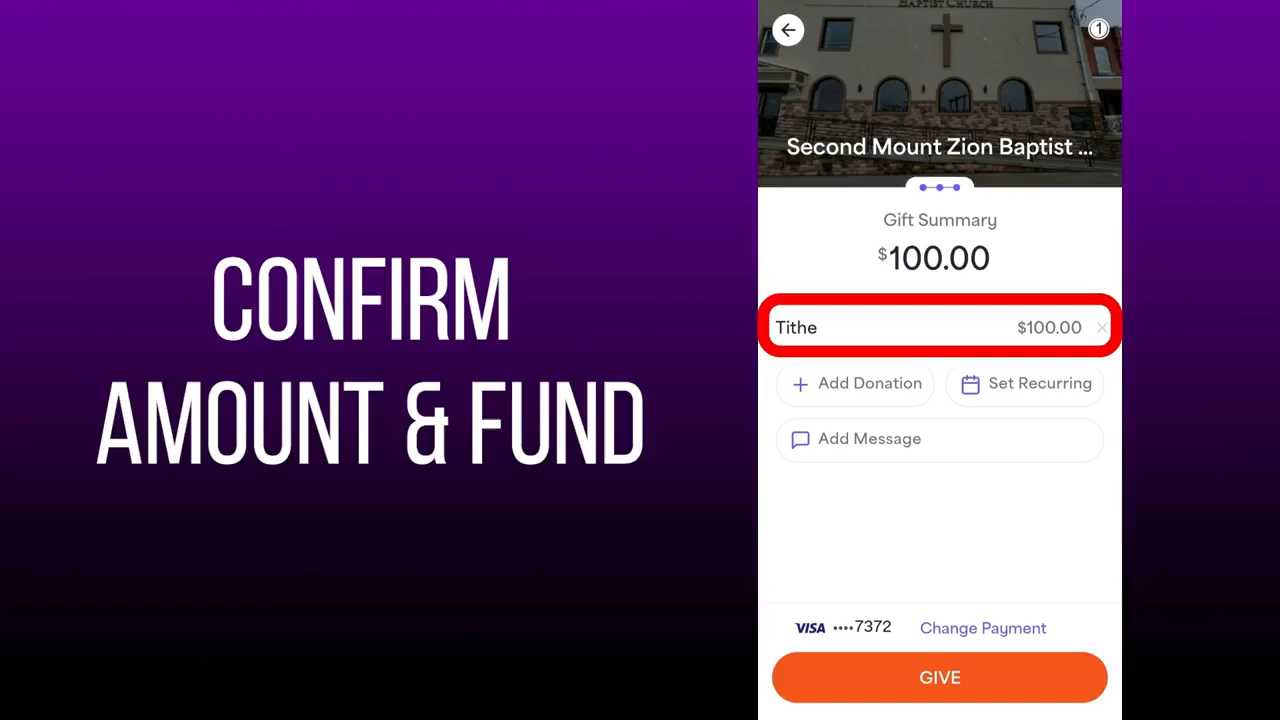 CONFIRM
AMOUNT & FUND
BAPTIST CHURCH
1
Second Mount Zion Baptist ...
Gift Summary
$100.00
Tithe $100.00
Add Donation Set Recurring
Add Message
VISA ••••7372 Change Payment
GIVE